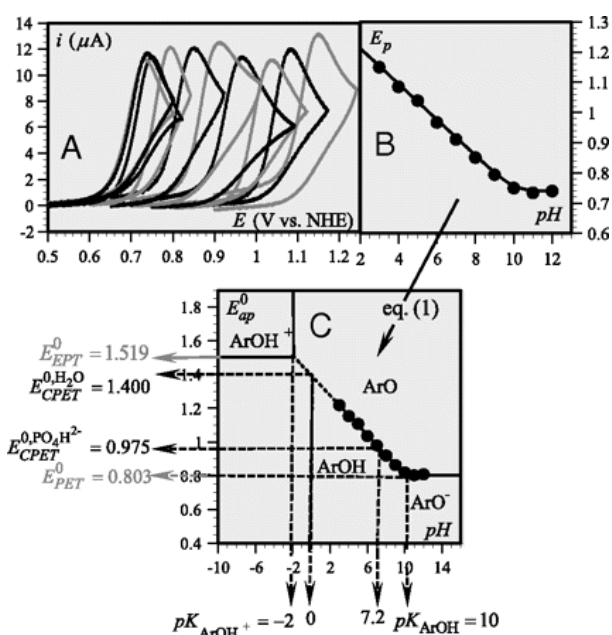 14
12
10
8
6
4
2
0
-2
i (μA)
A
E (V vs. NHE)
0.5 0.6 0.7 0.8 0.9 1 1.1 1.2
1.3
1.2
1.1
1
0.9
0.8
0.7
0.6
E_p
B
pH
2 4 6 8 10 12
eq. (1)
1.8
1.6
1.4
1.2
1
0.8
0.6
0.4
E^0_ap
C
ArOH^+
ArO
ArOH
ArO^-
pH
-10 -6 -2 2 6 10 14
E^0_EPT = 1.519
E^{0,H₂O}_CPET = 1.400
E^{0,PO₄H^{2-}}_CPET = 0.975
E^0_PET = 0.803
pK_{ArOH^+} = -2 0 7.2 pK_ArOH = 10